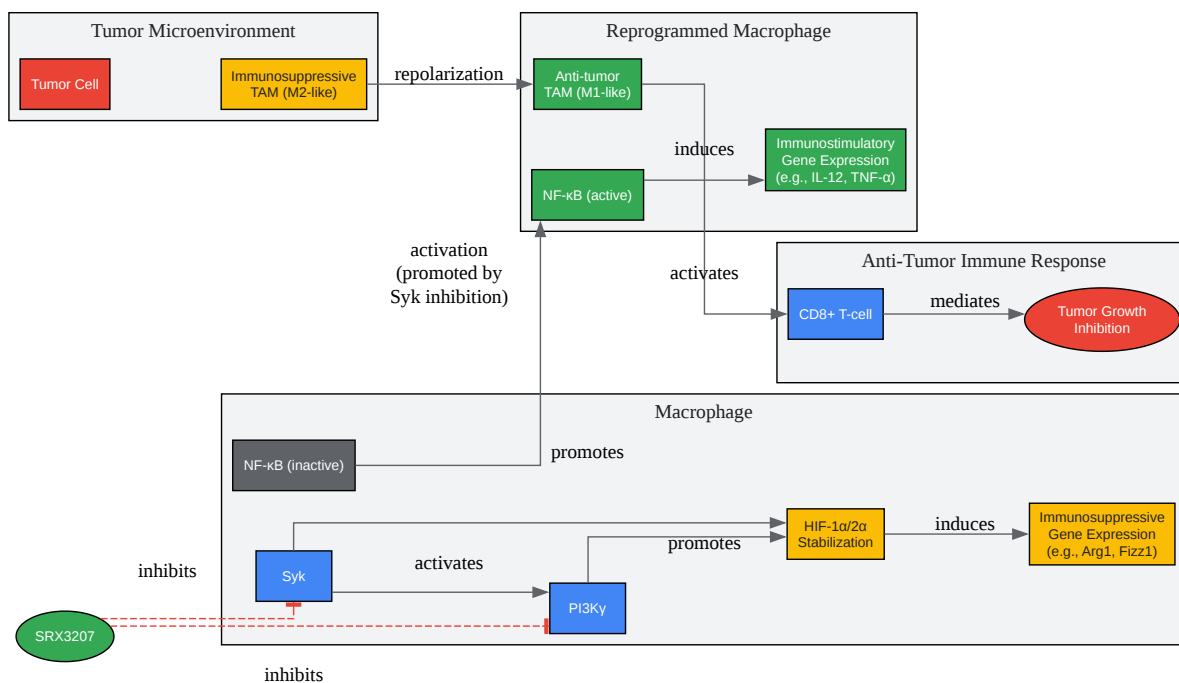 Tumor Microenvironment
Tumor Cell
Immunosuppressive
TAM (M2-like)
repolarization
Reprogrammed Macrophage
Anti-tumor
TAM (M1-like)
induces
Immunostimulatory
Gene Expression
(e.g., IL-12, TNF-α)
NF-κB (active)
activation
(promoted by
Syk inhibition)
activates
Anti-Tumor Immune Response
CD8+ T-cell
mediates
Tumor Growth
Inhibition
Macrophage
NF-κB (inactive)
promotes
HIF-1α/2α
Stabilization
induces
Immunosuppressive
Gene Expression
(e.g., Arg1, Fizz1)
promotes
Syk
activates
PI3Kγ
inhibits
SRX3207
inhibits